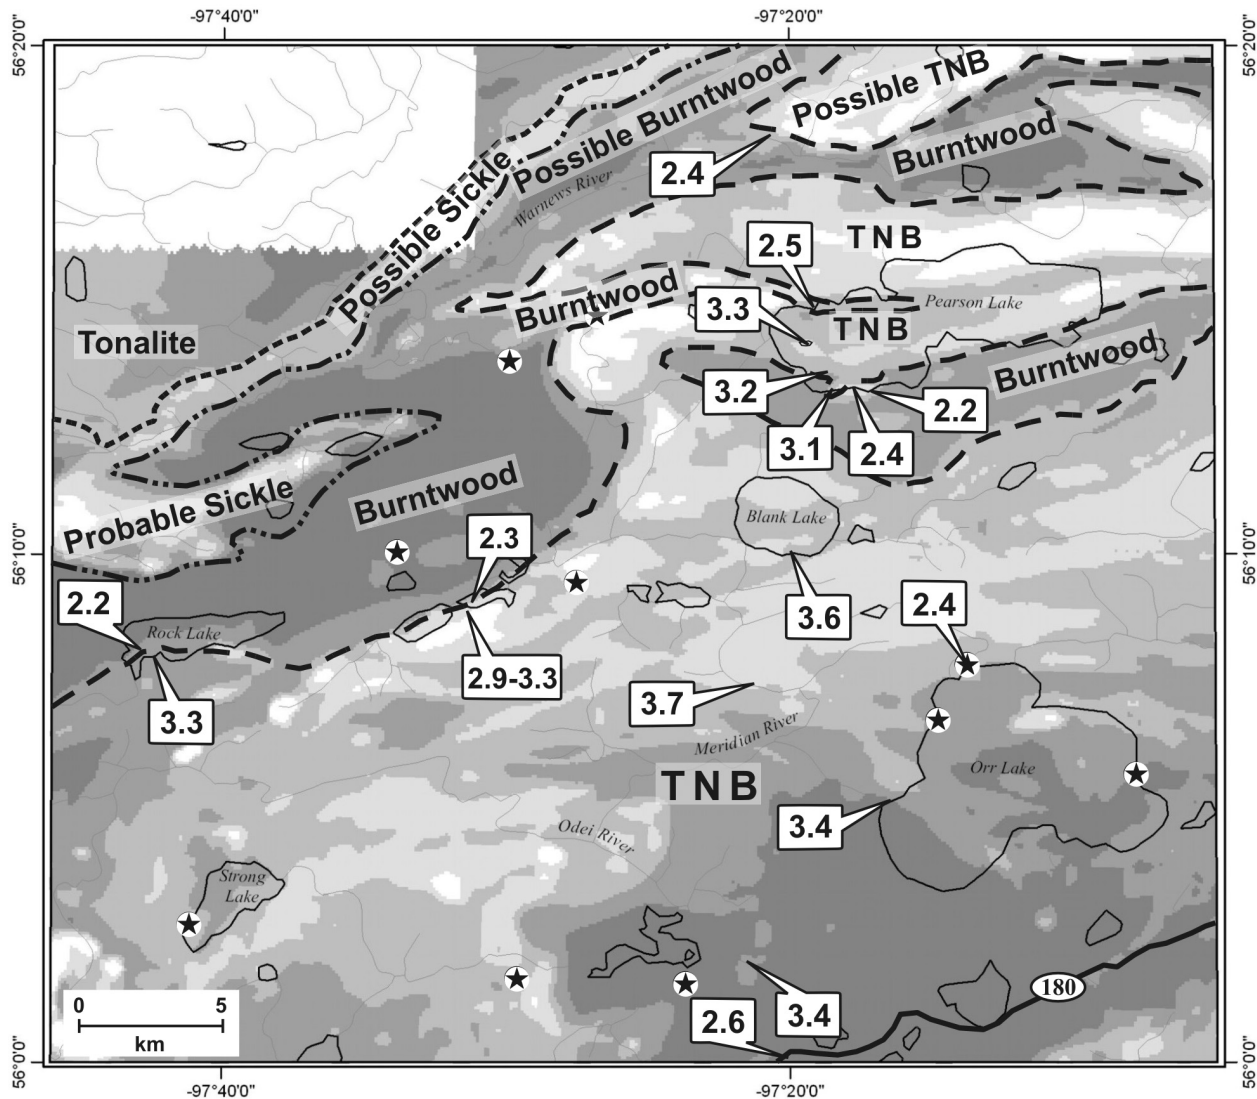 -97°40'0"
-97°20'0"
56°20'0"
56°20'0"
Possible TNB
Possible Burntwood
Burntwood
2.4
Warnews River
Possible Sickle
TNB
2.5
Burntwood
Pearson Lake
3.3
TNB
Tonalite
Burntwood
3.2
2.2
3.1
2.4
Probable Sickle
Burntwood
Blank Lake
2.3
56°10'0"
56°10'0"
2.2
3.6
2.4
Rock Lake
2.9-3.3
3.7
3.3
Meridian River
TNB
Orr Lake
3.4
Odei River
Strong
Lake
180
0 5
km
3.4
2.6
56°0'0"
56°0'0"
-97°40'0"
-97°20'0"